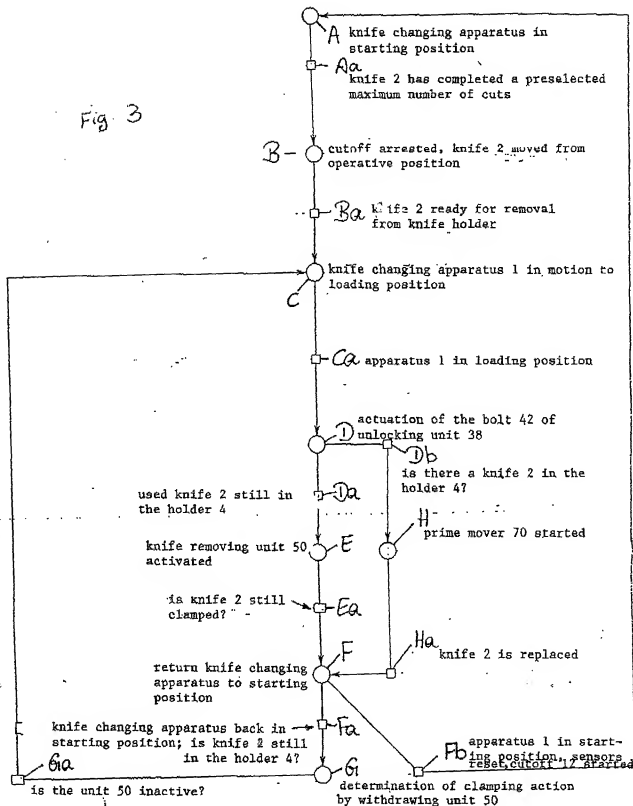 A knife changing apparatus in
starting position
Aa
knife 2 has completed a preselected
maximum number of cuts
Fig 3
B cutoff arrested, knife 2 moved from
operative position
Ba knife 2 ready for removal
from knife holder
knife changing apparatus 1 in motion to
loading position
C
Ca apparatus 1 in loading position
actuation of the bolt 42 of
D unlocking unit 38
Db
is there a knife 2 in the
holder 4?
used knife 2 still in
the holder 4
Da
H
prime mover 70 started
knife removing unit 50
activated
E
is knife 2 still
clamped?
Ea
F
Ha
knife 2 is replaced
return knife changing
apparatus to starting
position
knife changing apparatus back in
starting position; is knife 2 still
in the holder 4?
Fa
Fb apparatus 1 in start-
ing position, sensors
reset, cutoff 12 started
Ga
is the unit 50 inactive?
G
determination of clamping action
by withdrawing unit 50